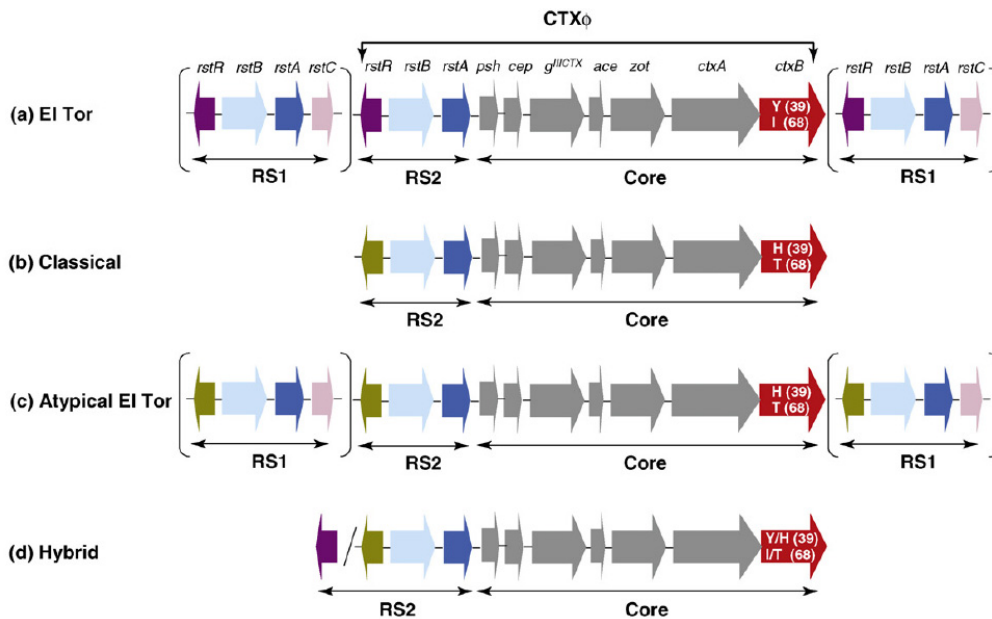 CTXϕ
rstR rstB rstA rstC rstR rstB rstA psh cep g^IIICTX ace zot ctxA ctxB rstR rstB rstA rstC
(a) El Tor
Y (39)
I (68)
RS1 RS2 Core RS1
(b) Classical
H (39)
T (68)
RS2 Core
(c) Atypical El Tor
H (39)
T (68)
RS1 RS2 Core RS1
(d) Hybrid
Y/H (39)
I/T (68)
RS2 Core